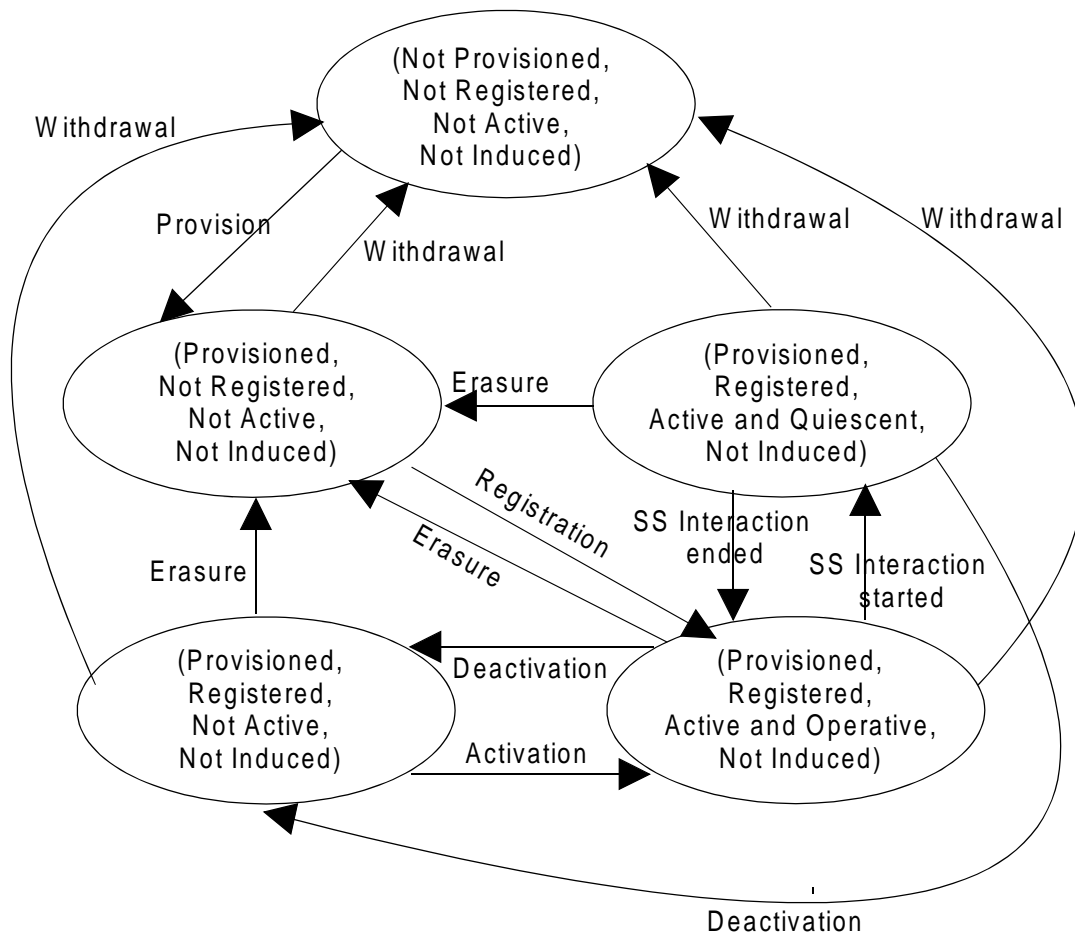 (Not Provisioned,
Not Registered,
Not Active,
Not Induced)
Withdrawal
Provision
Withdrawal
Withdrawal
Withdrawal
(Provisioned,
Not Registered,
Not Active,
Not Induced)
Erasure
(Provisioned,
Registered,
Active and Quiescent,
Not Induced)
Registration
Erasure
SS Interaction
ended
SS Interaction
started
Erasure
(Provisioned,
Registered,
Not Active,
Not Induced)
Deactivation
Activation
(Provisioned,
Registered,
Active and Operative,
Not Induced)
Deactivation